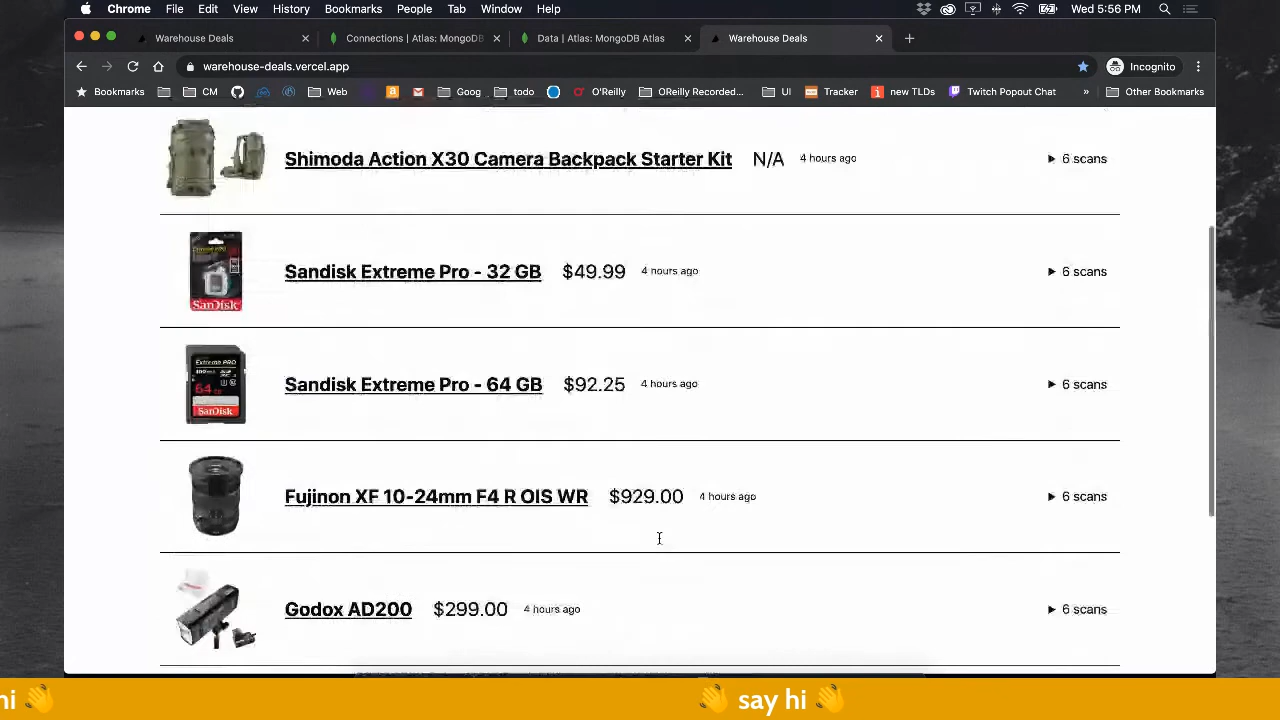 Chrome File Edit View History Bookmarks People Tab Window Help Wed 5:56 PM
Warehouse Deals Connections | Atlas: MongoDB Data | Atlas: MongoDB Atlas Warehouse Deals
warehouse-deals.vercel.app Incognito
Bookmarks CM Web Goog todo O'Reilly OReilly Recorded... UI Tracker new TLDs Twitch Popout Chat » Other Bookmarks
Shimoda Action X30 Camera Backpack Starter Kit N/A 4 hours ago 6 scans
Sandisk Extreme Pro - 32 GB $49.99 4 hours ago 6 scans
SanDisk
Sandisk Extreme Pro - 64 GB $92.25 4 hours ago 6 scans
Extreme PRO
64
SanDisk
Fujinon XF 10-24mm F4 R OIS WR $929.00 4 hours ago 6 scans
Godox AD200 $299.00 4 hours ago 6 scans
hi 👋 👋 say hi 👋